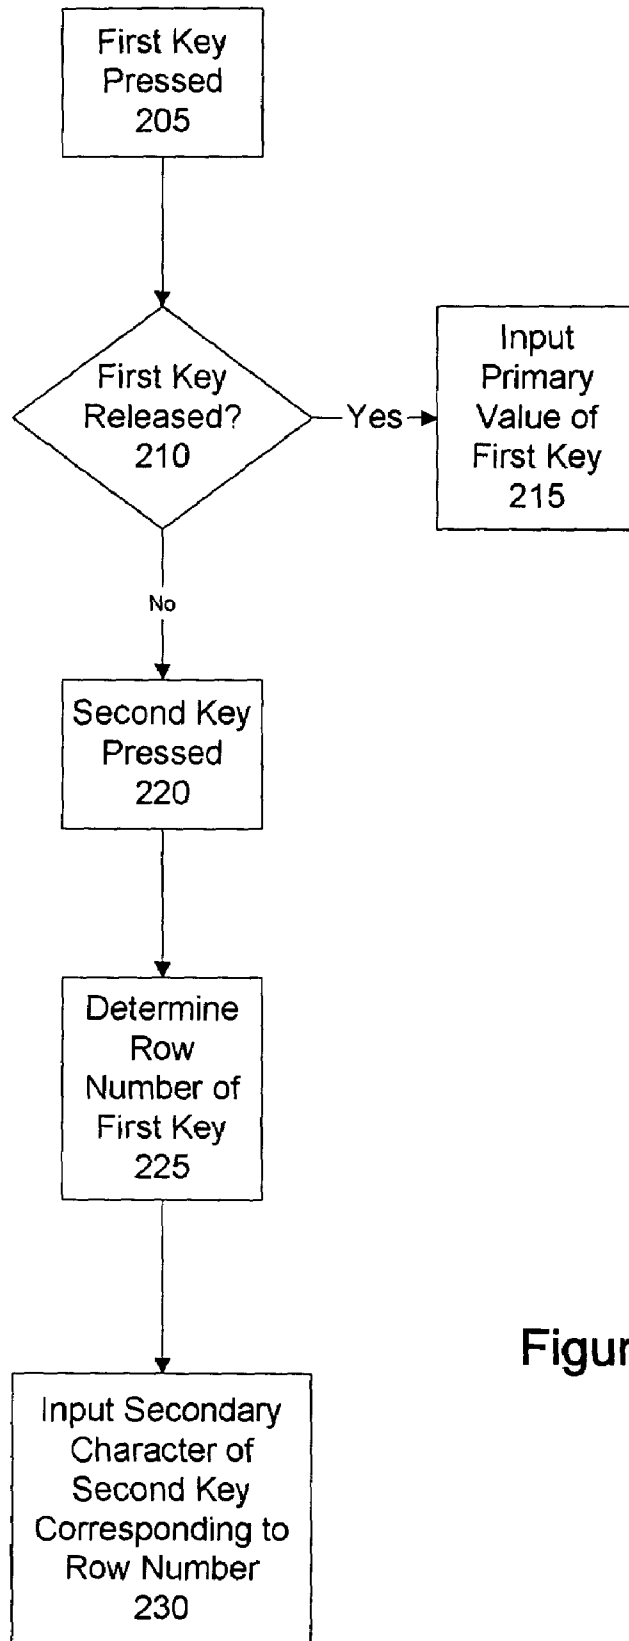 First Key
Pressed
205
First Key
Released?
210
Yes
Input
Primary
Value of
First Key
215
No
Second Key
Pressed
220
Determine
Row
Number of
First Key
225
Figur
Input Secondary
Character of
Second Key
Corresponding to
Row Number
230